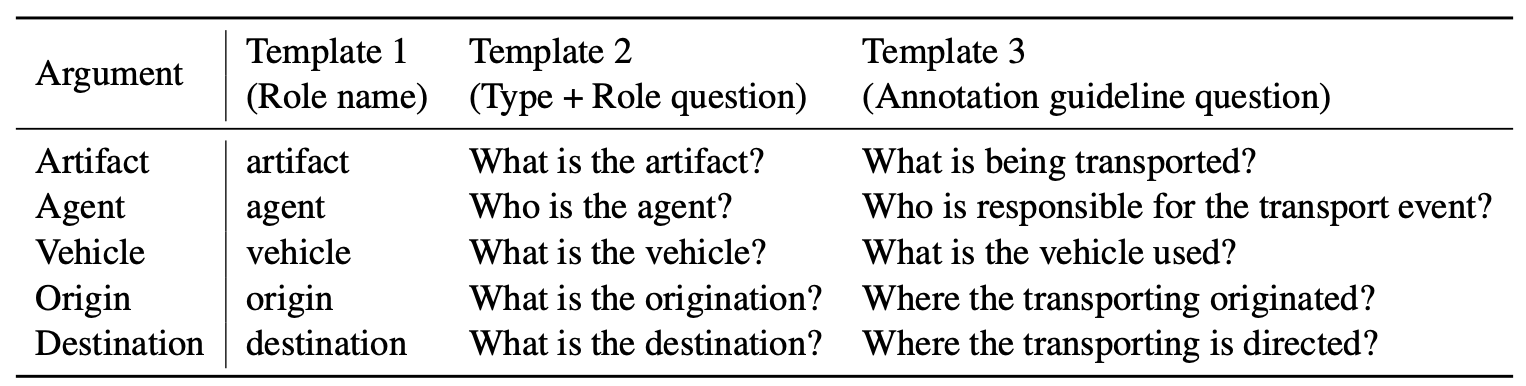 Argument Template 1 Template 2 Template 3
(Role name) (Type + Role question) (Annotation guideline question)
Artifact artifact What is the artifact? What is being transported?
Agent agent Who is the agent? Who is responsible for the transport event?
Vehicle vehicle What is the vehicle? What is the vehicle used?
Origin origin What is the origination? Where the transporting originated?
Destination destination What is the destination? Where the transporting is directed?